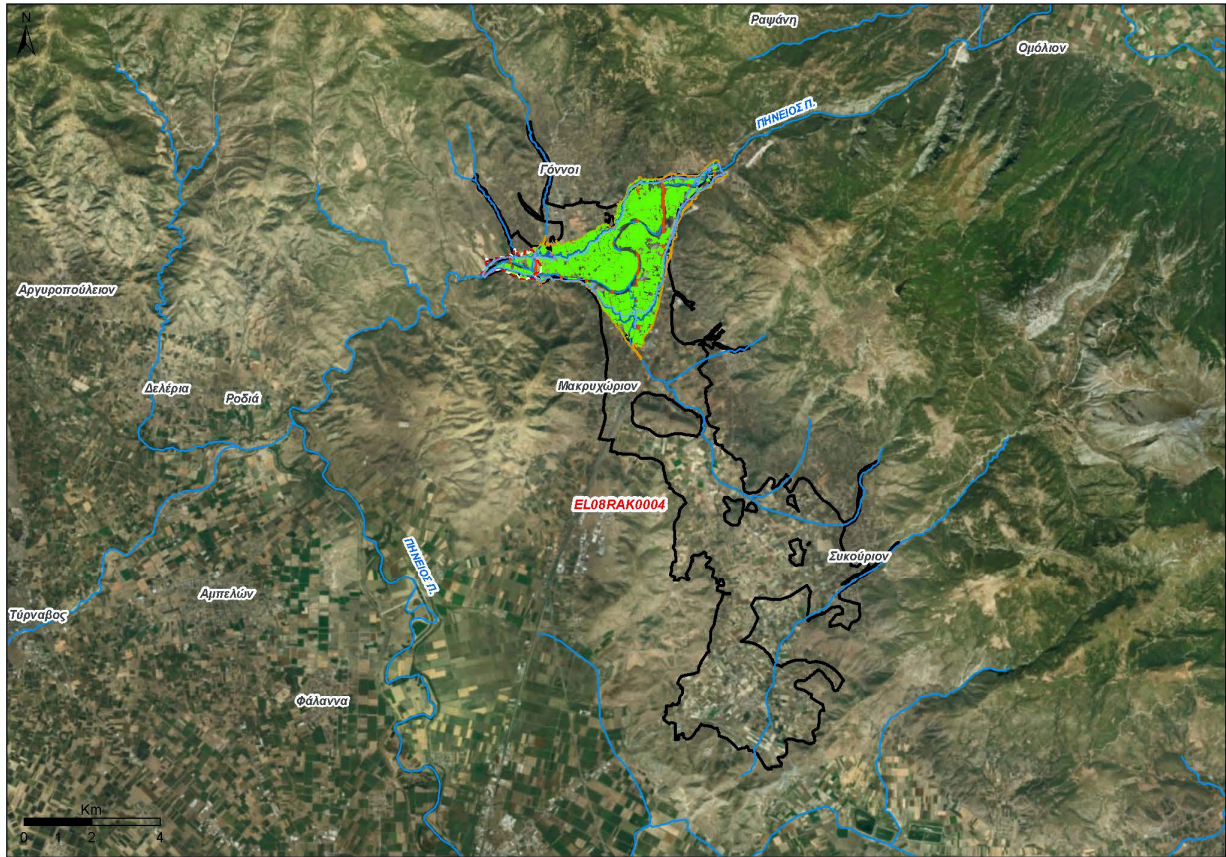 N
Ραψάνη
Ομόλιον
ΠΗΝΕΙΟΣ Π.
Γόννοι
Αργυροπούλειον
Δελέρια
Ροδιά
Μακρυχώριον
EL08RAK0004
ΠΗΝΕΙΟΣ Π.
Συκούριον
Αμπελών
Τύρναβος
Φάλαννα
Km
0 1 2 4